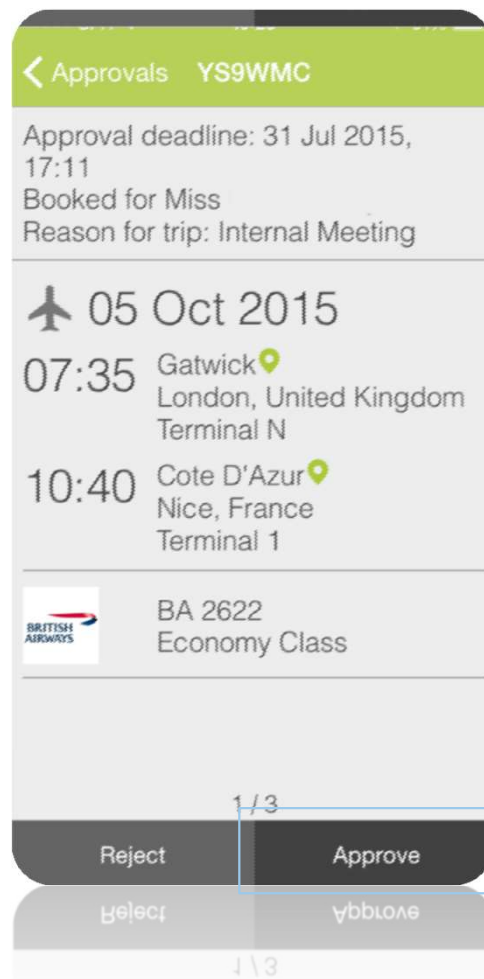 Approvals YS9WMC
Approval deadline: 31 Jul 2015,
17:11
Booked for Miss
Reason for trip: Internal Meeting
05 Oct 2015
07:35 Gatwick
London, United Kingdom
Terminal N
10:40 Cote D'Azur
Nice, France
Terminal 1
BRITISH
AIRWAYS
BA 2622
Economy Class
1 / 3
Reject Approve